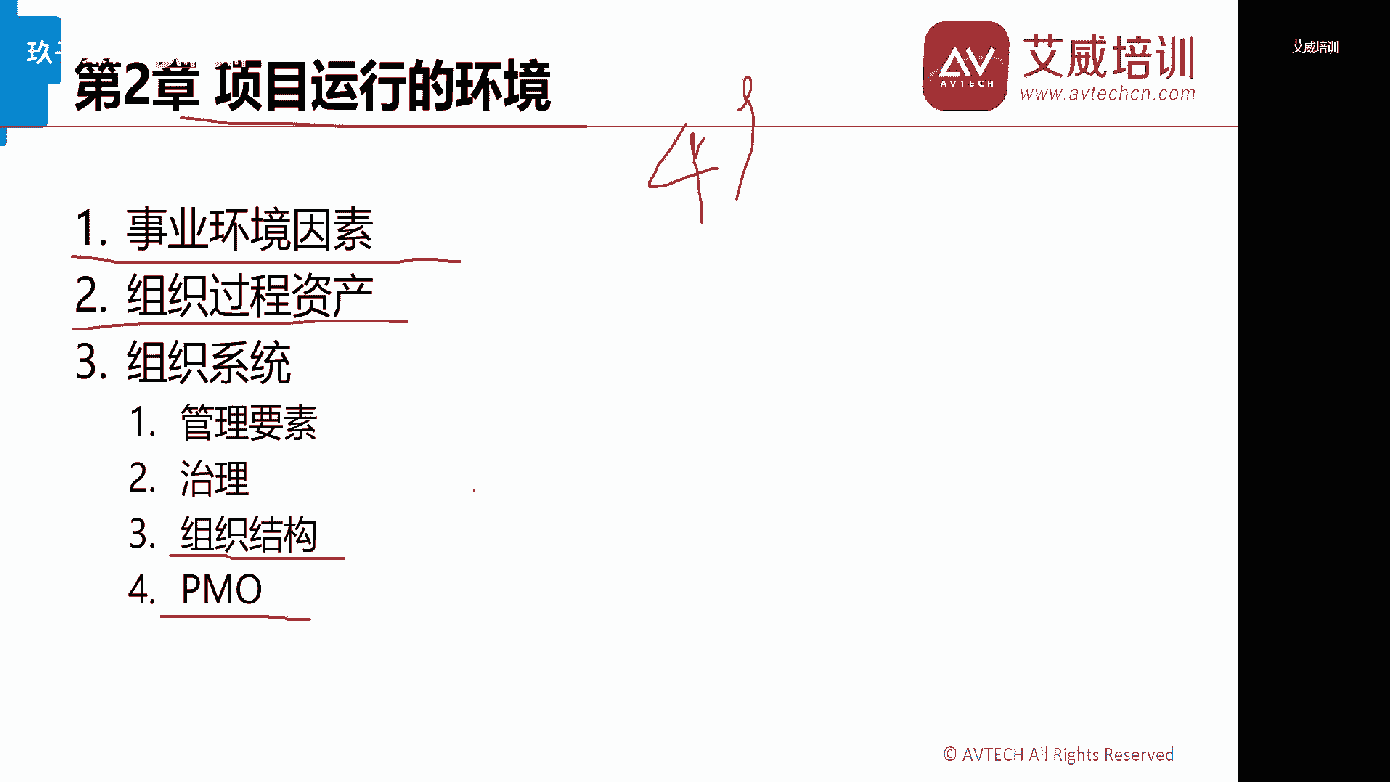 第2章 项目运行的环境
AV
AVTECH
艾威培训
www.avtechcn.com
艾威培训
1. 事业环境因素
2. 组织过程资产
3. 组织系统
1. 管理要素
2. 治理
3. 组织结构
4. PMO
© AVTECH All Rights Reserved